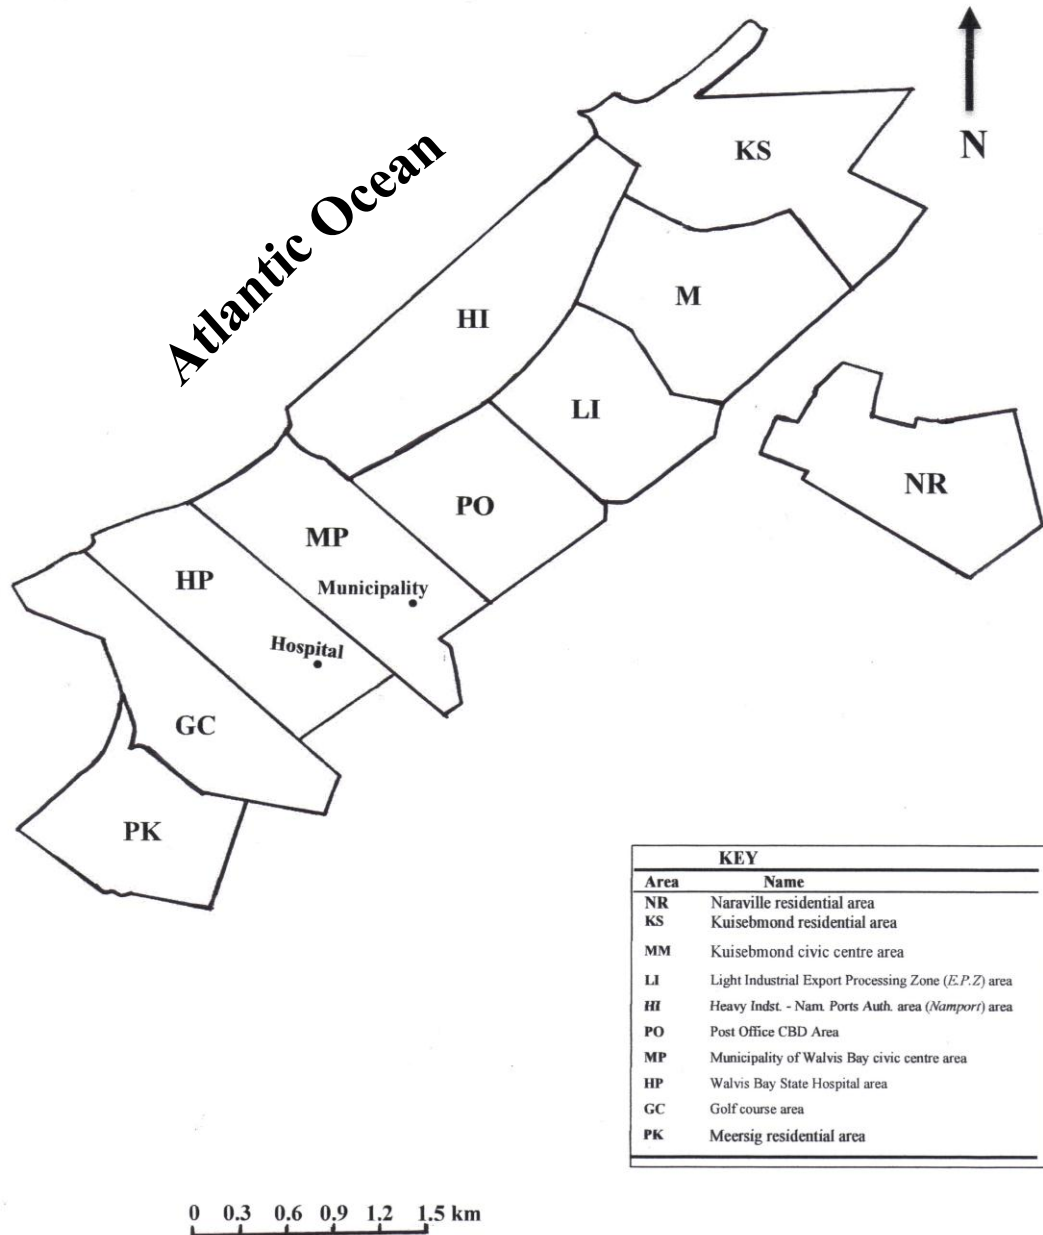 N
KS
Atlantic Ocean
M
HI
LI
NR
PO
MP
HP
Municipality
Hospital
GC
PK
KEY
Area Name
NR Naraville residential area
KS Kuisebmond residential area
MM Kuisebmond civic centre area
LI Light Industrial Export Processing Zone (E.P.Z) area
HI Heavy Indst. - Nam. Ports Auth. area (Namport) area
PO Post Office CBD Area
MP Municipality of Walvis Bay civic centre area
HP Walvis Bay State Hospital area
GC Golf course area
PK Meersig residential area
0 0.3 0.6 0.9 1.2 1.5 km